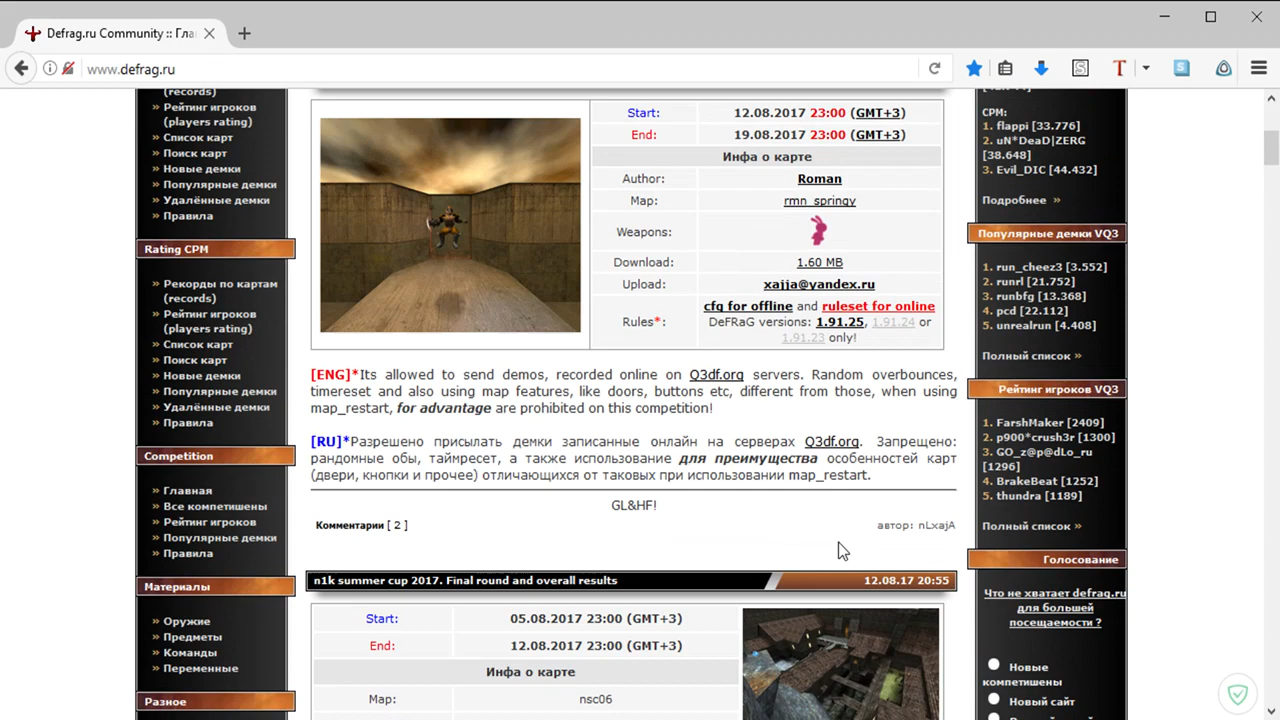 Defrag.ru Community :: Гла
www.defrag.ru
(records)
Рейтинг игроков
(players rating)
Список карт
Поиск карт
Новые демки
Популярные демки
Удалённые демки
Правила
Rating CPM
Рекорды по картам
(records)
Рейтинг игроков
(players rating)
Список карт
Поиск карт
Новые демки
Популярные демки
Удалённые демки
Правила
Competition
Главная
Все компетишены
Рейтинг игроков
Популярные демки
Правила
Материалы
Оружие
Предметы
Команды
Переменные
Разное
Start: 12.08.2017 23:00 (GMT+3)
End: 19.08.2017 23:00 (GMT+3)
Инфа о карте
Author: Roman
Map: rmn_springy
Weapons:
Download: 1.60 MB
Upload: xajja@yandex.ru
Rules*: cfg for offline and ruleset for online
DeFRaG versions: 1.91.25, 1.91.24 or
1.91.23 only!
[ENG]*Its allowed to send demos, recorded online on Q3df.org servers. Random overbounces,
timereset and also using map features, like doors, buttons etc, different from those, when using
map_restart, for advantage are prohibited on this competition!
[RU]*Разрешено присылать демки записанные онлайн на серверах Q3df.org. Запрещено:
рандомные обы, таймресет, а также использование для преимущества особенностей карт
(двери, кнопки и прочее) отличающихся от таковых при использовании map_restart.
GL&HF!
Комментарии [ 2 ] автор: nLxajA
n1k summer cup 2017. Final round and overall results 12.08.17 20:55
Start: 05.08.2017 23:00 (GMT+3)
End: 12.08.2017 23:00 (GMT+3)
Инфа о карте
Map: nsc06
CPM:
1. flappi [33.776]
2. uN*DeaD|ZERG
[38.648]
3. Evil_DIC [44.432]
Подробнее »
Популярные демки VQ3
1. run_cheez3 [3.552]
2. runrl [21.752]
3. runbfg [13.368]
4. pcd [22.112]
5. unrealrun [4.408]
Полный список »
Рейтинг игроков VQ3
1. FarshMaker [2409]
2. p900*crush3r [1300]
3. GO_z@p@dLo_ru
[1296]
4. BrakeBeat [1252]
5. thundra [1189]
Полный список »
Голосование
Что не хватает defrag.ru
для большей
посещаемости ?
Новые
компетишены
Новый сайт